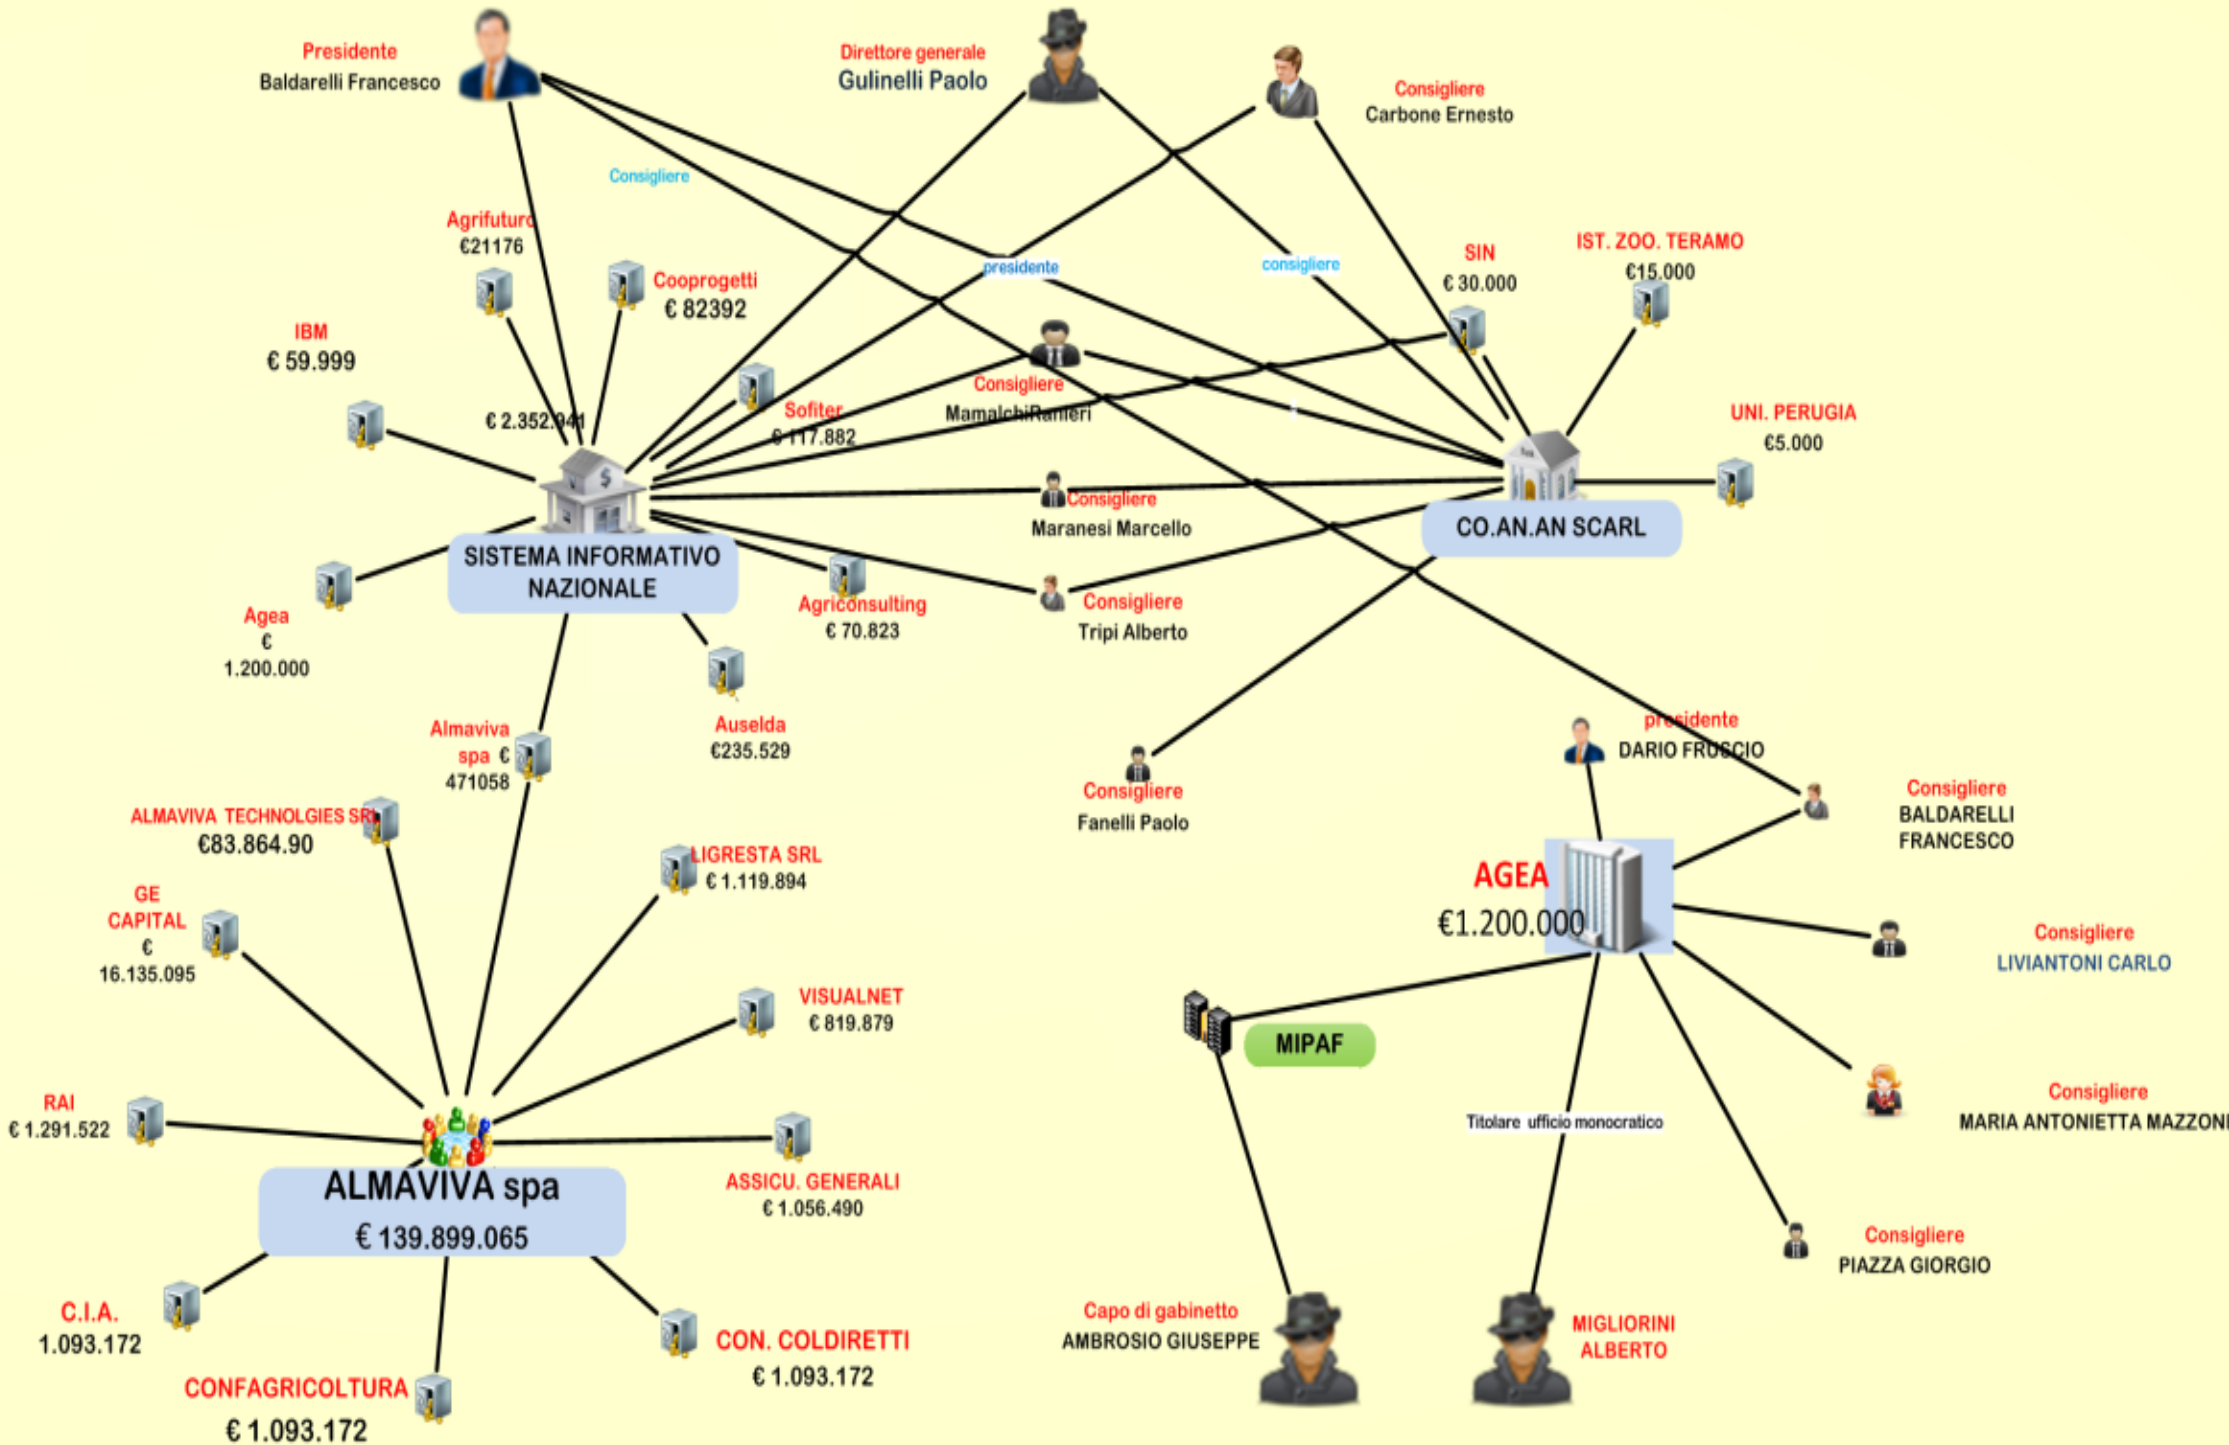 Presidente
Baldarelli Francesco
Direttore generale
Gulinelli Paolo
Consigliere
Carbone Ernesto
Consigliere
Agrifuturo
€21176
Cooprogetti
€ 82392
presidente
consigliere
SIN
€ 30.000
IST. ZOO. TERAMO
€15.000
IBM
€ 59.999
€ 2.352.941
Sofiter
€ 117.882
Consigliere
MamalchiRanieri
UNI. PERUGIA
€5.000
Consigliere
Maranesi Marcello
CO.AN.AN SCARL
SISTEMA INFORMATIVO
NAZIONALE
Agea
€
1.200.000
Agriconsulting
€ 70.823
Consigliere
Tripi Alberto
Almaviva
spa €
471058
Auselda
€235.529
Consigliere
Fanelli Paolo
presidente
DARIO FRUSCIO
Consigliere
BALDARELLI
FRANCESCO
ALMAVIVA TECHNOLGIES SRL
€83.864.90
LIGRESTA SRL
€ 1.119.894
AGEA
€1.200.000
GE
CAPITAL
€
16.135.095
Consigliere
LIVIANTONI CARLO
VISUALNET
€ 819.879
MIPAF
RAI
€ 1.291.522
Titolare ufficio monocratico
Consigliere
MARIA ANTONIETTA MAZZONI
ASSICU. GENERALI
€ 1.056.490
ALMAVIVA spa
€ 139.899.065
Consigliere
PIAZZA GIORGIO
C.I.A.
1.093.172
CON. COLDIRETTI
€ 1.093.172
Capo di gabinetto
AMBROSIO GIUSEPPE
MIGLIORINI
ALBERTO
CONFAGRICOLTURA
€ 1.093.172